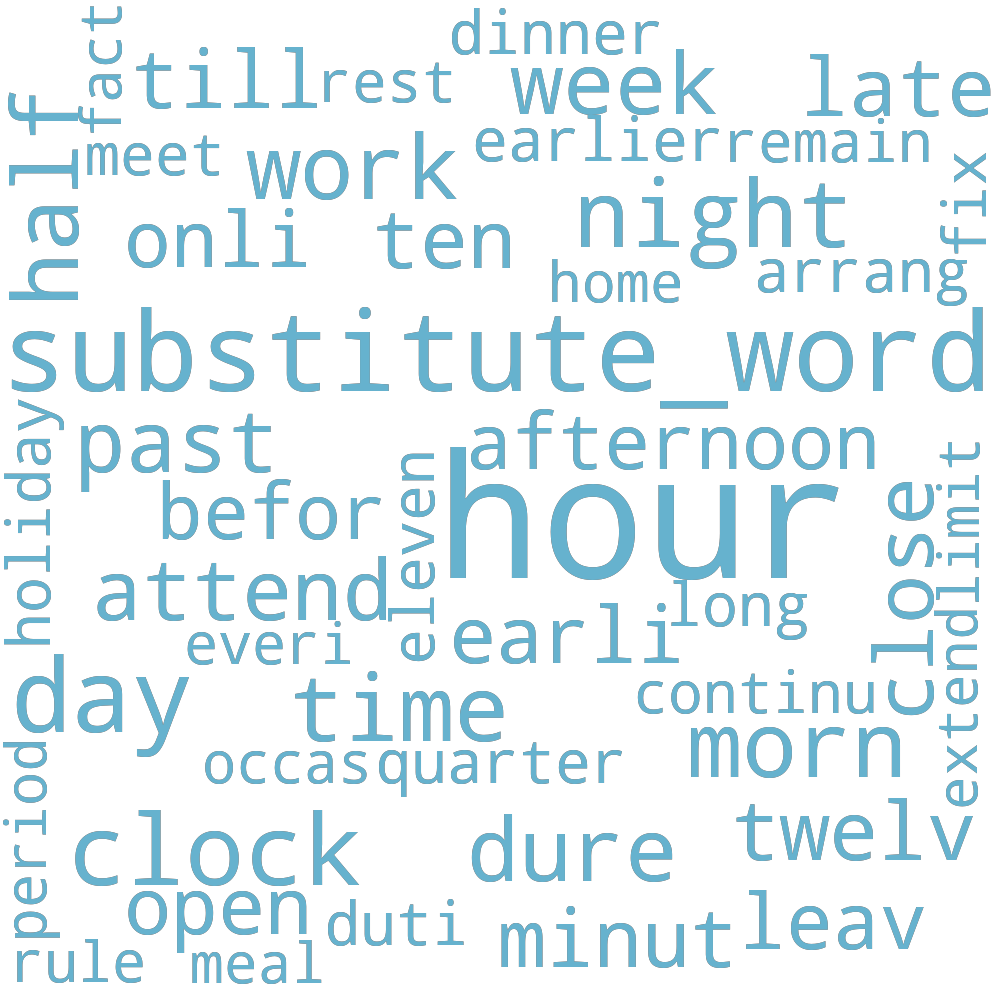 dinner
fact
till
rest
week
late
half
meet
work
earlier
remain
fix
onli
ten
night
home
arrang
substitute_word
holiday
past
afternoon
befor
eleven
hour
close
limit
attend
long
everi
earli
extend
day
time
continu
morn
occas
quarter
period
clock
dure
twelv
open
duti
minut
leav
rule
meal